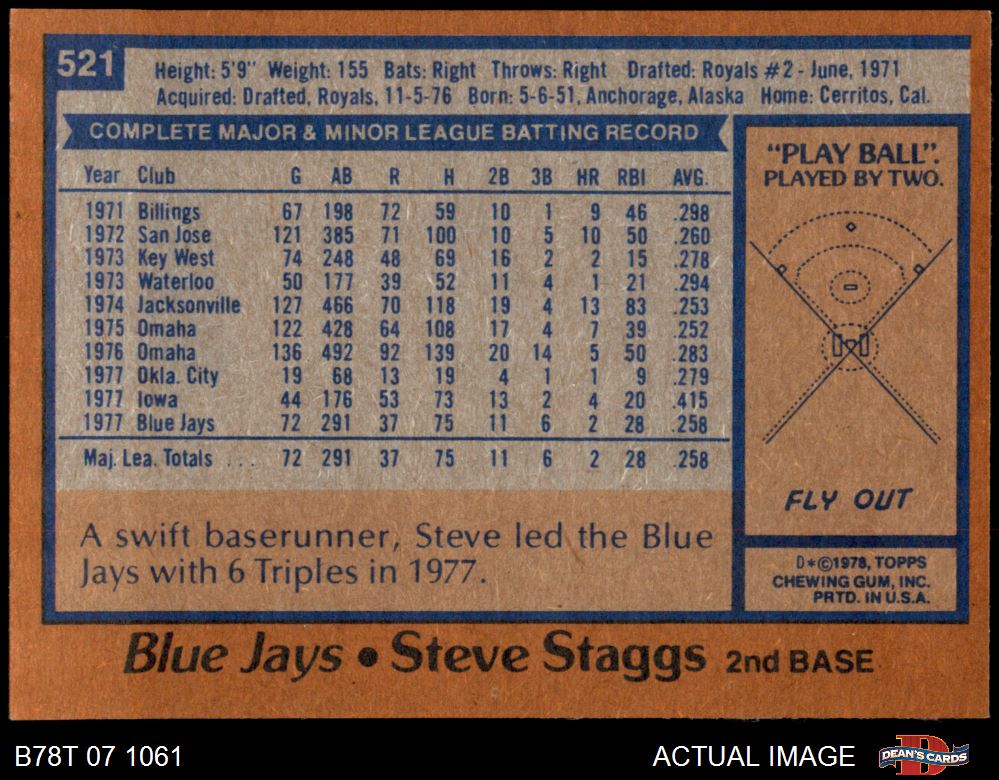 521
Height: 5'9" Weight: 155 Bats: Right Throws: Right Drafted: Royals #2 - June, 1971
Acquired: Drafted, Royals, 11-5-76 Born: 5-6-51, Anchorage, Alaska Home: Cerritos, Cal.
COMPLETE MAJOR & MINOR LEAGUE BATTING RECORD
Year Club G AB R H 2B 3B HR RBI AVG.
1971 Billings 67 198 72 59 10 1 9 46 .298
1972 San Jose 121 385 71 100 10 5 10 50 .260
1973 Key West 74 248 48 69 16 2 2 15 .278
1973 Waterloo 50 177 39 52 11 4 1 21 .294
1974 Jacksonville 127 466 70 118 19 4 13 83 .253
1975 Omaha 122 428 64 108 17 4 7 39 .252
1976 Omaha 136 492 92 139 20 14 5 50 .283
1977 Okla. City 19 68 13 19 4 1 1 9 .279
1977 Iowa 44 176 53 73 13 2 4 20 .415
1977 Blue Jays 72 291 37 75 11 6 2 28 .258
Maj. Lea. Totals ... 72 291 37 75 11 6 2 28 .258
A swift baserunner, Steve led the Blue
Jays with 6 Triples in 1977.
"PLAY BALL".
PLAYED BY TWO.
FLY OUT
D*©1978, TOPPS
CHEWING GUM, INC.
PRTD. IN U.S.A.
Blue Jays • Steve Staggs 2nd BASE
B78T 07 1061
ACTUAL IMAGE
DEAN'S CARDS